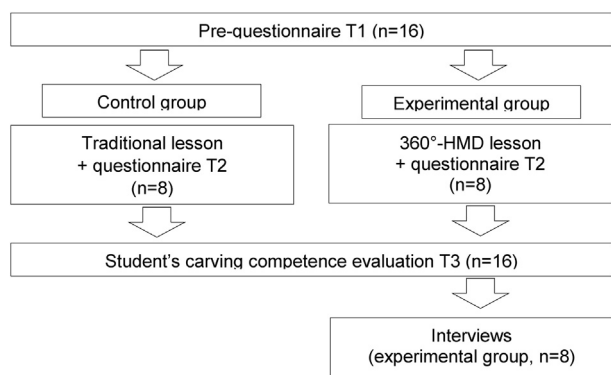 Pre-questionnaire T1 (n=16)
Control group
Experimental group
Traditional lesson
+ questionnaire T2
(n=8)
360°-HMD lesson
+ questionnaire T2
(n=8)
Student's carving competence evaluation T3 (n=16)
Interviews
(experimental group, n=8)